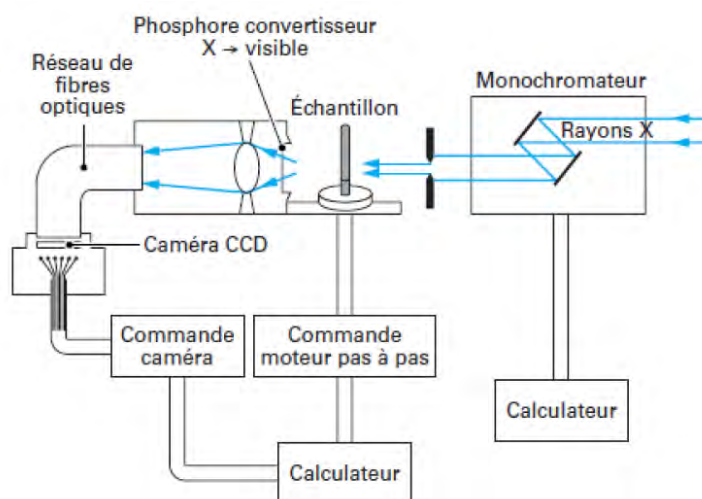 Phosphore convertisseur
X → visible
Réseau de
fibres
optiques
Échantillon
Monochromateur
Rayons X
Caméra CCD
Commande
caméra
Commande
moteur pas à pas
Calculateur
Calculateur